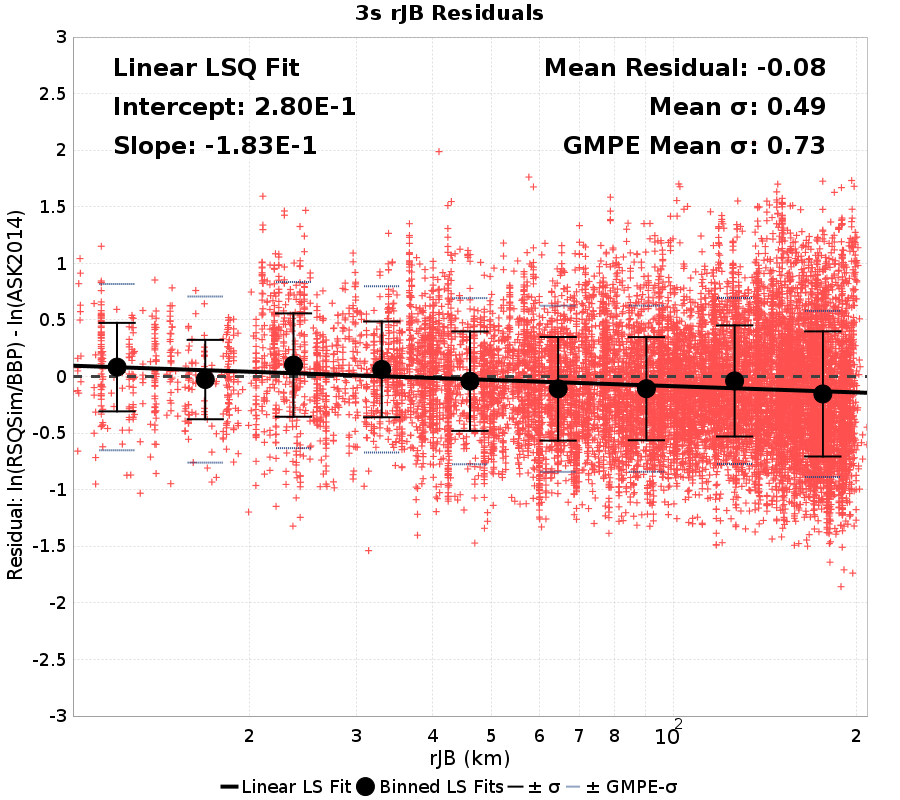 3s rJB Residuals
Linear LSQ Fit
Intercept: 2.80E-1
Slope: -1.83E-1
Mean Residual: -0.08
Mean σ: 0.49
GMPE Mean σ: 0.73
Residual: ln(RSQSim/BBP) - ln(ASK2014)
3
2.5
2
1.5
1
0.5
0
-0.5
-1
-1.5
-2
-2.5
-3
2 3 4 5 6 7 8 10² 2
rJB (km)
Linear LS Fit Binned LS Fits ± σ ± GMPE-σ